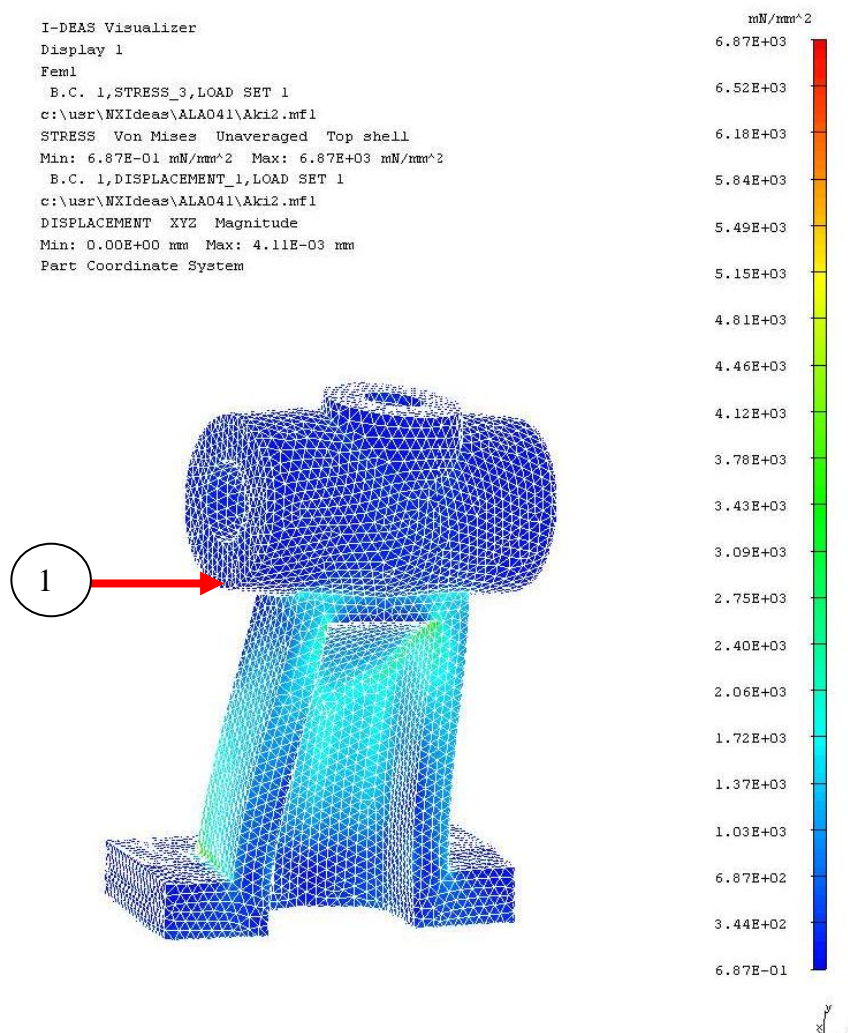 I-DEAS Visualizer
Display 1
Fem1
B.C. 1,STRESS_3,LOAD SET 1
c:\usr\NXIdeas\ALA041\Aki2.mf1
STRESS Von Mises Unaveraged Top shell
Min: 6.87E-01 mN/mm^2 Max: 6.87E+03 mN/mm^2
B.C. 1,DISPLACEMENT_1,LOAD SET 1
c:\usr\NXIdeas\ALA041\Aki2.mf1
DISPLACEMENT XYZ Magnitude
Min: 0.00E+00 mm Max: 4.11E-03 mm
Part Coordinate System
mN/mm^2
6.87E+03
6.52E+03
6.18E+03
5.84E+03
5.49E+03
5.15E+03
4.81E+03
4.46E+03
4.12E+03
3.78E+03
3.43E+03
3.09E+03
2.75E+03
2.40E+03
2.06E+03
1.72E+03
1.37E+03
1.03E+03
6.87E+02
3.44E+02
6.87E-01
1
y
x